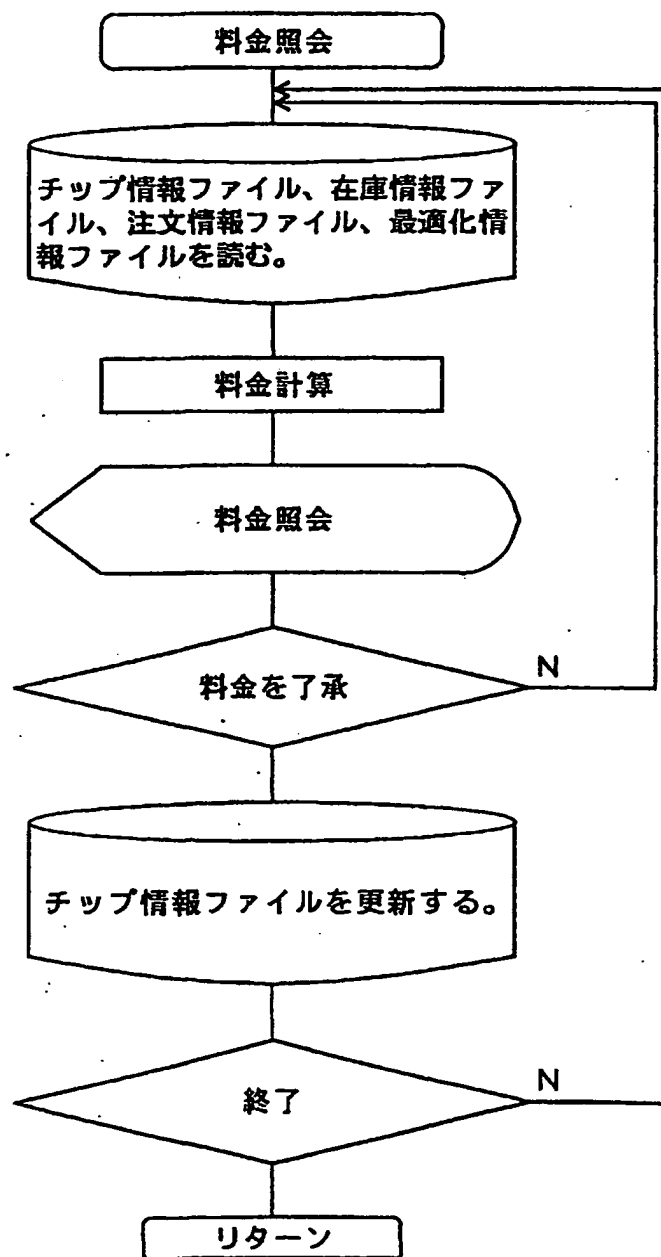 料金照会
チップ情報ファイル、在庫情報ファ
イル、注文情報ファイル、最適化情
報ファイルを読む。
料金計算
料金照会
料金を了承
N
チップ情報ファイルを更新する。
終了
N
リターン